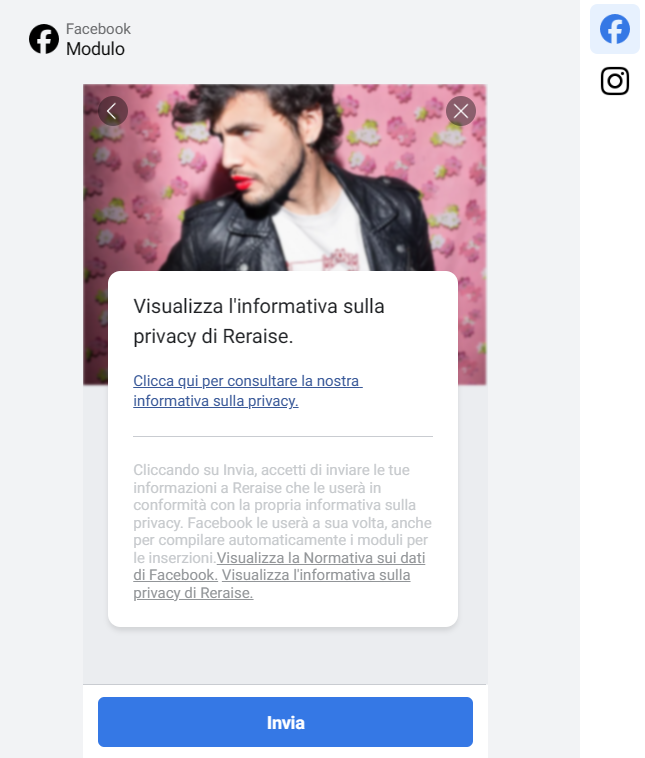 Facebook
Modulo
Visualizza l'informativa sulla
privacy di Reraise.
Clicca qui per consultare la nostra
informativa sulla privacy.
Cliccando su Invia, accetti di inviare le tue
informazioni a Reraise che le userà in
conformità con la propria informativa sulla
privacy. Facebook le userà a sua volta, anche
per compilare automaticamente i moduli per
le inserzioni.Visualizza la Normativa sui dati
di Facebook. Visualizza l'informativa sulla
privacy di Reraise.
Invia